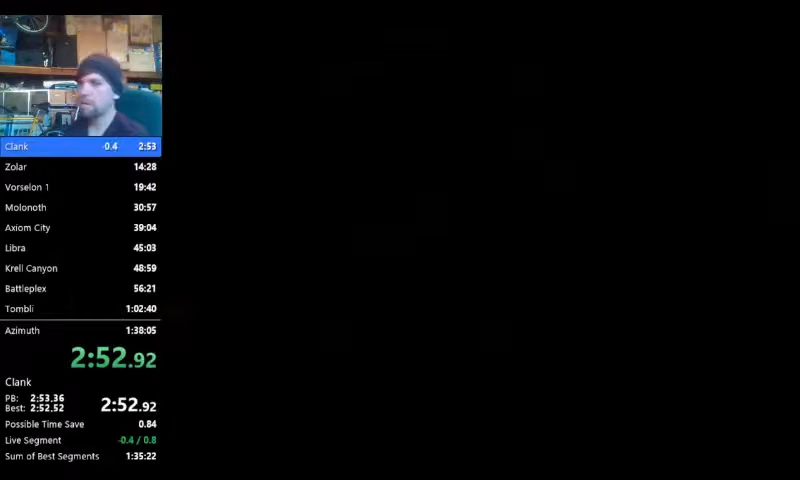 Clank -0.4 2:53
Zolar 14:28
Vorselon 1 19:42
Molonoth 30:57
Axiom City 39:04
Libra 45:03
Krell Canyon 48:59
Battleplex 56:21
Tombli 1:02:40
Azimuth 1:38:05
2:52.92
Clank
PB: 2:53.36
Best: 2:52.52
2:52.92
Possible Time Save 0.84
Live Segment -0.4 / 0.8
Sum of Best Segments 1:35:22